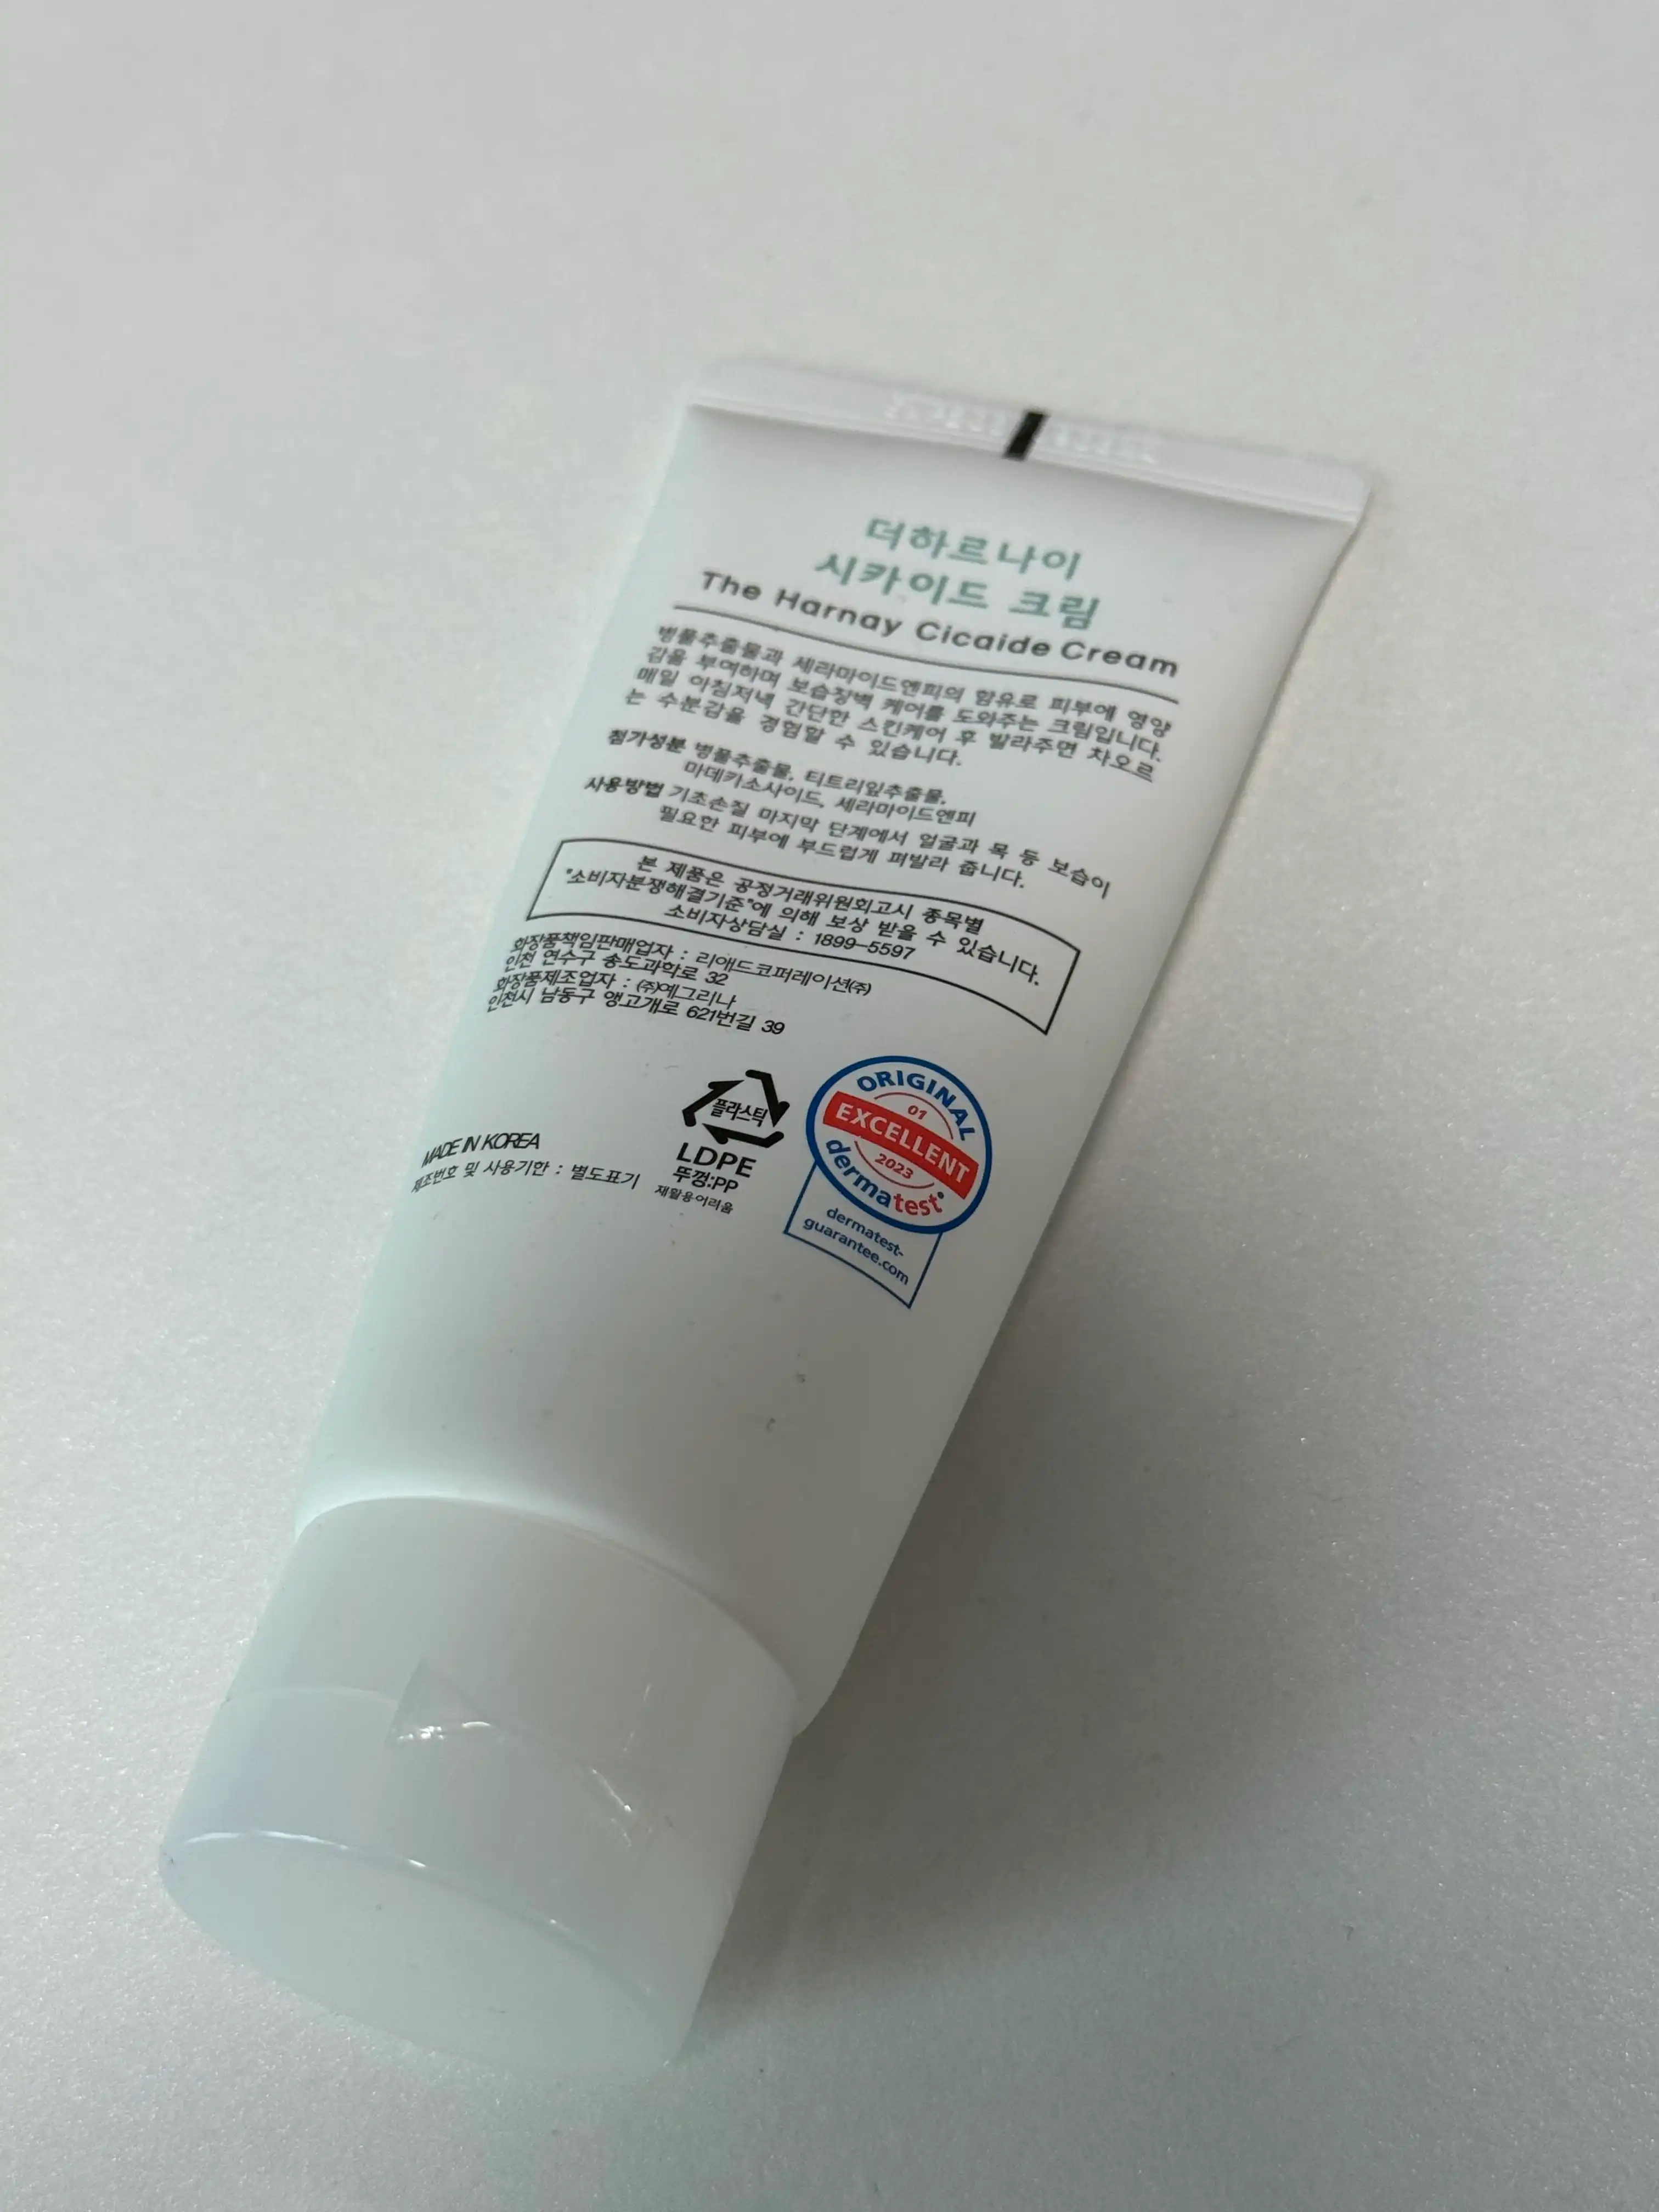 더하르나이
시카이드 크림
The Harnay Cicaide Cream
병풀추출물과 세라마이드엔피의 함유로 피부에 영양
감을 부여하며 보습장벽 케어를 도와주는 크림입니다.
매일 아침저녁 간단한 스킨케어 후 발라주면 차오르
는 수분감을 경험할 수 있습니다.
첨가성분 병풀추출물, 티트리잎추출물,
마데카소사이드, 세라마이드엔피
사용방법 기초손질 마지막 단계에서 얼굴과 목 등 보습이
필요한 피부에 부드럽게 펴발라 줍니다.
본 제품은 공정거래위원회고시 종목별
"소비자분쟁해결기준"에 의해 보상 받을 수 있습니다.
소비자상담실 : 1899-5597
화장품책임판매업자 : 리애드코퍼레이션(주)
인천 연수구 송도과학로 32
화장품제조업자 : (주)예그리나
인천시 남동구 앵고개로 621번길 39
MADE IN KOREA
제조번호 및 사용기한 : 별도표기
플라스틱
LDPE
뚜껑:PP
재활용어려움
ORIGINAL
01
EXCELLENT
2023
dermatest
dermatest-
guarantee.com